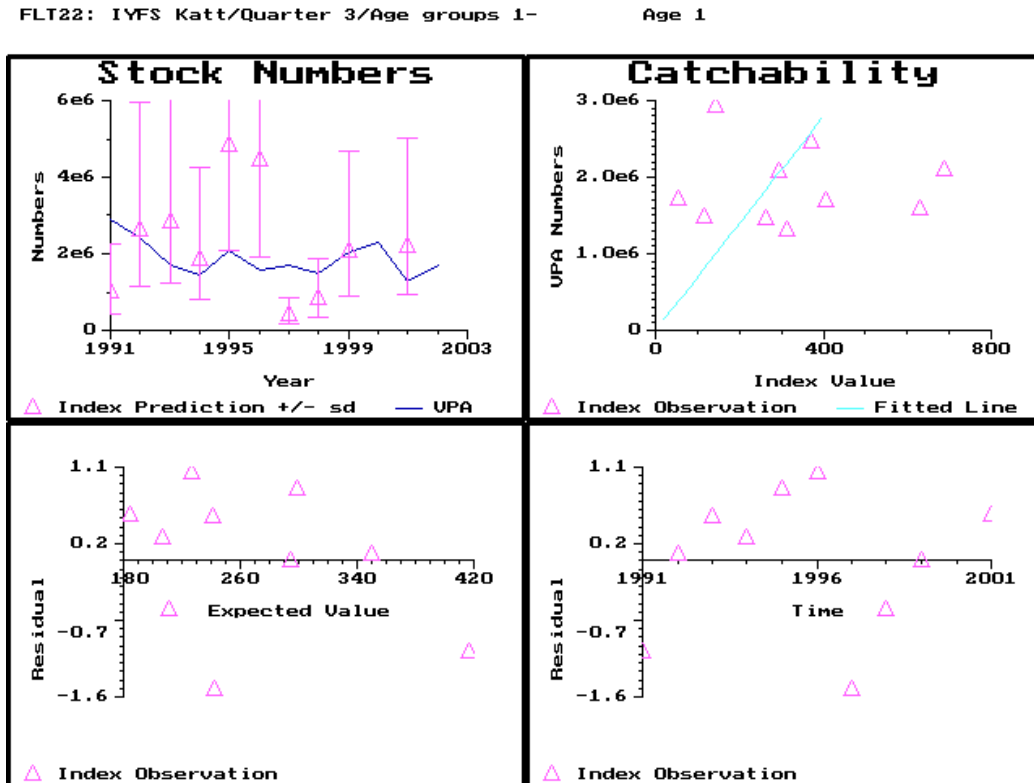 FLT22: IYFS Katt/Quarter 3/Age groups 1- Age 1
Stock Numbers
6e6
4e6
2e6
0
Numbers
1991 1995 1999 2003
Year
Index Prediction +/- sd VPA
Catchability
3.0e6
2.0e6
1.0e6
0
VPA Numbers
0 400 800
Index Value
Index Observation Fitted Line
1.1
0.2
-0.7
-1.6
Residual
180 260 340 420
Expected Value
Index Observation
1.1
0.2
-0.7
-1.6
Residual
1991 1996 2001
Time
Index Observation